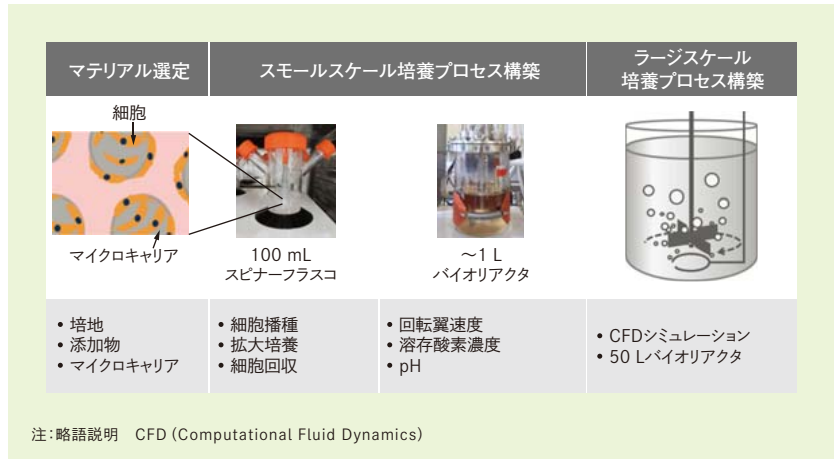 マテリアル選定
スモールスケール培養プロセス構築
ラージスケール
培養プロセス構築
細胞
マイクロキャリア
100 mL
スピナーフラスコ
～1 L
バイオリアクタ
• 培地
• 添加物
• マイクロキャリア
• 細胞播種
• 拡大培養
• 細胞回収
• 回転翼速度
• 溶存酸素濃度
• pH
• CFDシミュレーション
• 50 Lバイオリアクタ
注：略語説明　CFD（Computational Fluid Dynamics）